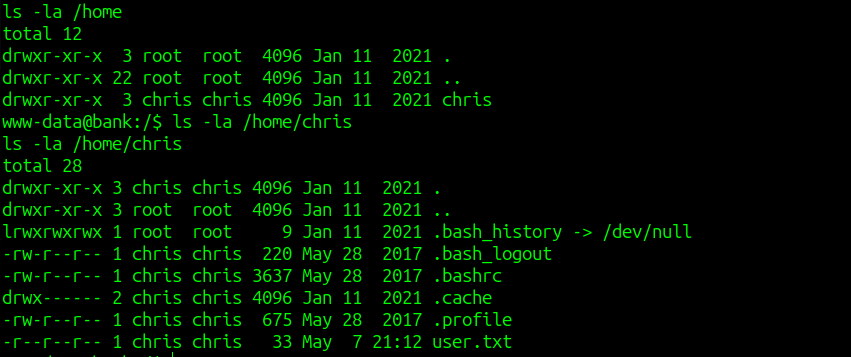 ls -la /home
total 12
drwxr-xr-x  3 root  root  4096 Jan 11  2021 .
drwxr-xr-x 22 root  root  4096 Jan 11  2021 ..
drwxr-xr-x  3 chris chris 4096 Jan 11  2021 chris
www-data@bank:/$ ls -la /home/chris
ls -la /home/chris
total 28
drwxr-xr-x 3 chris chris 4096 Jan 11  2021 .
drwxr-xr-x 3 root  root  4096 Jan 11  2021 ..
lrwxrwxrwx 1 root  root     9 Jan 11  2021 .bash_history -> /dev/null
-rw-r--r-- 1 chris chris  220 May 28  2017 .bash_logout
-rw-r--r-- 1 chris chris 3637 May 28  2017 .bashrc
drwx------ 2 chris chris 4096 Jan 11  2021 .cache
-rw-r--r-- 1 chris chris  675 May 28  2017 .profile
-r--r--r-- 1 chris chris   33 May  7 21:12 user.txt